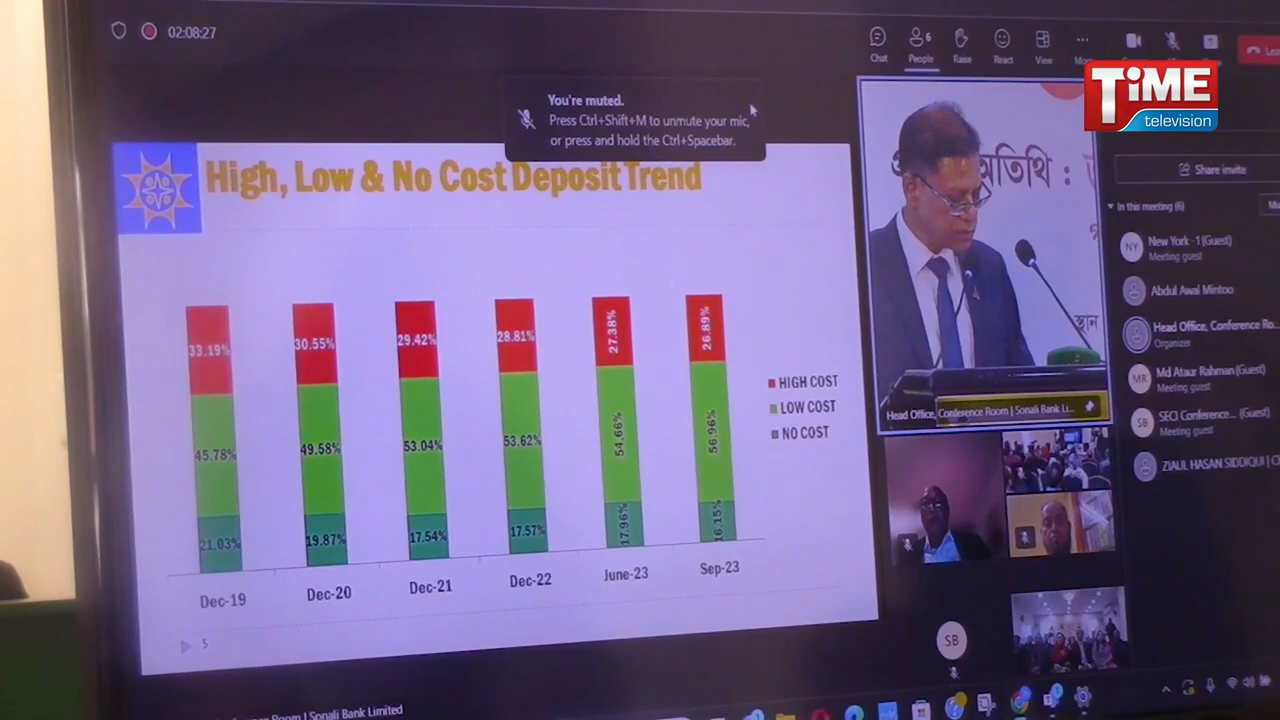 02:08:27
6
Chat
People
Raise
React
View
TiME
television
You're muted.
Press Ctrl+Shift+M to unmute your mic,
or press and hold the Ctrl+Spacebar.
High, Low & No Cost Deposit Trend
অতিথি :
স্থান
Share invite
In this meeting (6)
Mu
NY
New York -1 (Guest)
Meeting guest
Abdul Awal Mintoo
Head Office, Conference Ro...
Organizer
MR
Md Ataur Rahman (Guest)
Meeting guest
SB
SECI Conference... (Guest)
Meeting guest
ZIAUL HASAN SIDDIQUI | C
Head Office, Conference Room | Sonali Bank Li...
33.19%
30.55%
29.42%
28.81%
27.38%
26.89%
45.78%
49.58%
53.04%
53.62%
54.66%
56.96%
21.03%
19.87%
17.54%
17.57%
17.96%
16.15%
HIGH COST
LOW COST
NO COST
Dec-19
Dec-20
Dec-21
Dec-22
June-23
Sep-23
5
SB
Room | Sonali Bank Limited